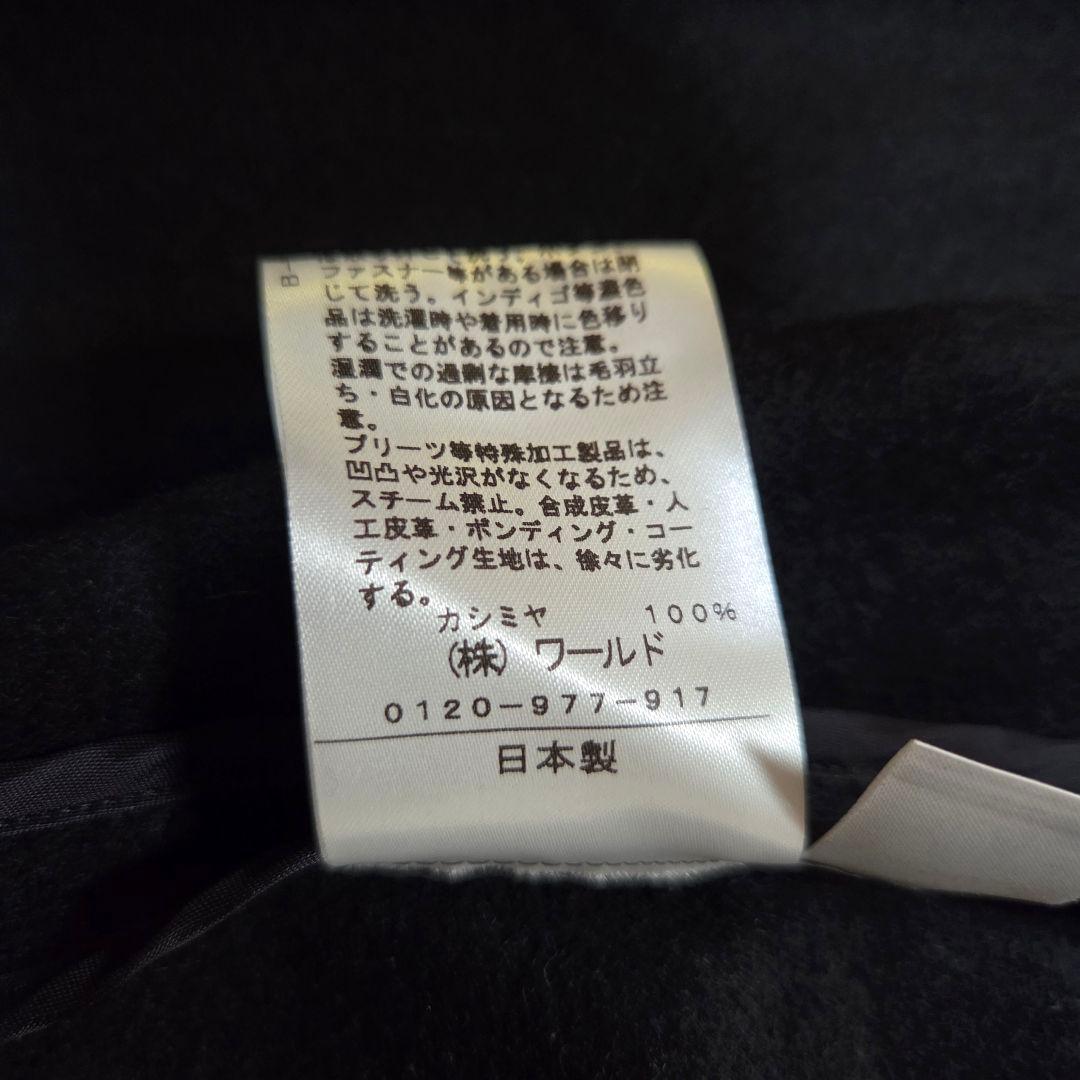 ファスナー等がある場合は閉
じて洗う。インディゴ等濃色
品は洗濯時や着用時に色移り
することがあるので注意。
湿潤での過剰な摩擦は毛羽立
ち・白化の原因となるため注
意。
プリーツ等特殊加工製品は、
凹凸や光沢がなくなるため、
スチーム禁止。合成皮革・人
工皮革・ボンディング・コー
ティング生地は、徐々に劣化
する。
カシミヤ 100%
(株) ワールド
0120-977-917
日本製